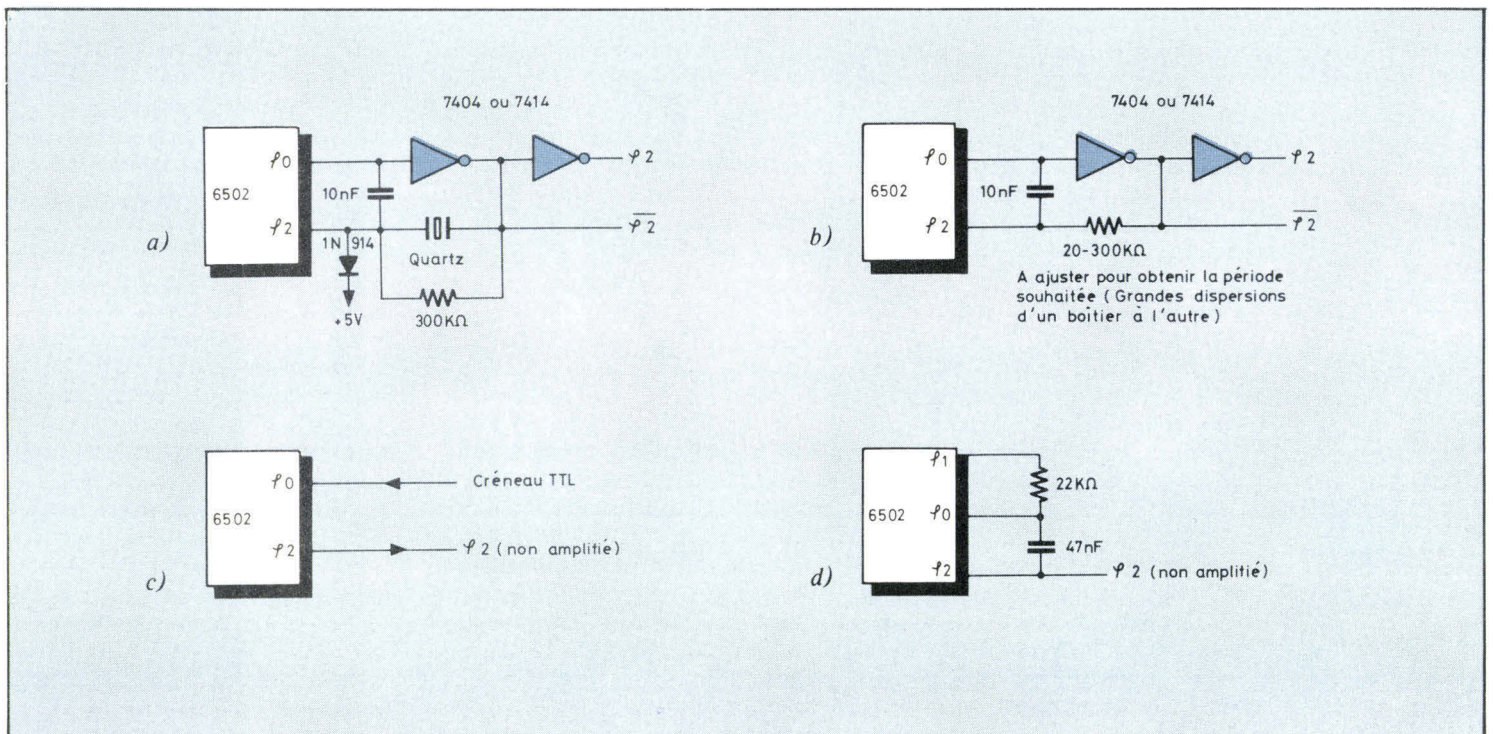 7404 ou 7414
φ0
6502
10nF
φ2
φ2
1N 914
Quartz
φ2
+5V
300KΩ
a)
7404 ou 7414
φ0
6502
10nF
φ2
φ2
φ2
20-300KΩ
b)
A ajuster pour obtenir la période
souhaitée (Grandes dispersions
d'un boîtier à l'autre)
φ0
Créneau TTL
6502
φ2
φ2 (non amplitié)
c)
φ1
22KΩ
6502
φ0
47nF
φ2
φ2 (non amplitié)
d)